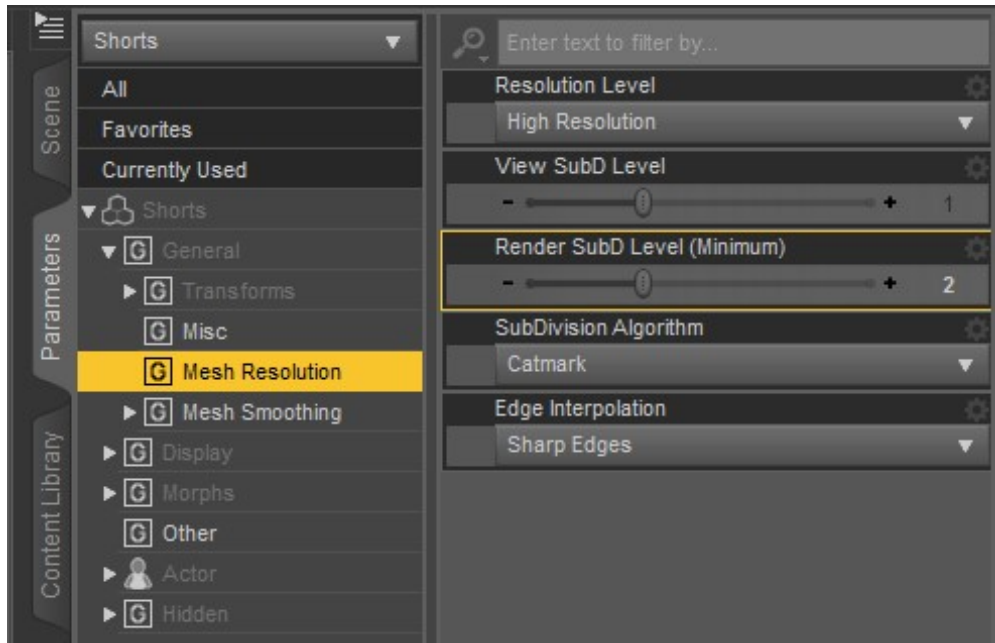 Shorts
All
Favorites
Currently Used
Shorts
G General
G Transforms
G Misc
G Mesh Resolution
G Mesh Smoothing
G Display
G Morphs
G Other
Actor
G Hidden
Scene
Parameters
Content Library
Enter text to filter by...
Resolution Level
High Resolution
View SubD Level
- + 1
Render SubD Level (Minimum)
- + 2
SubDivision Algorithm
Catmark
Edge Interpolation
Sharp Edges